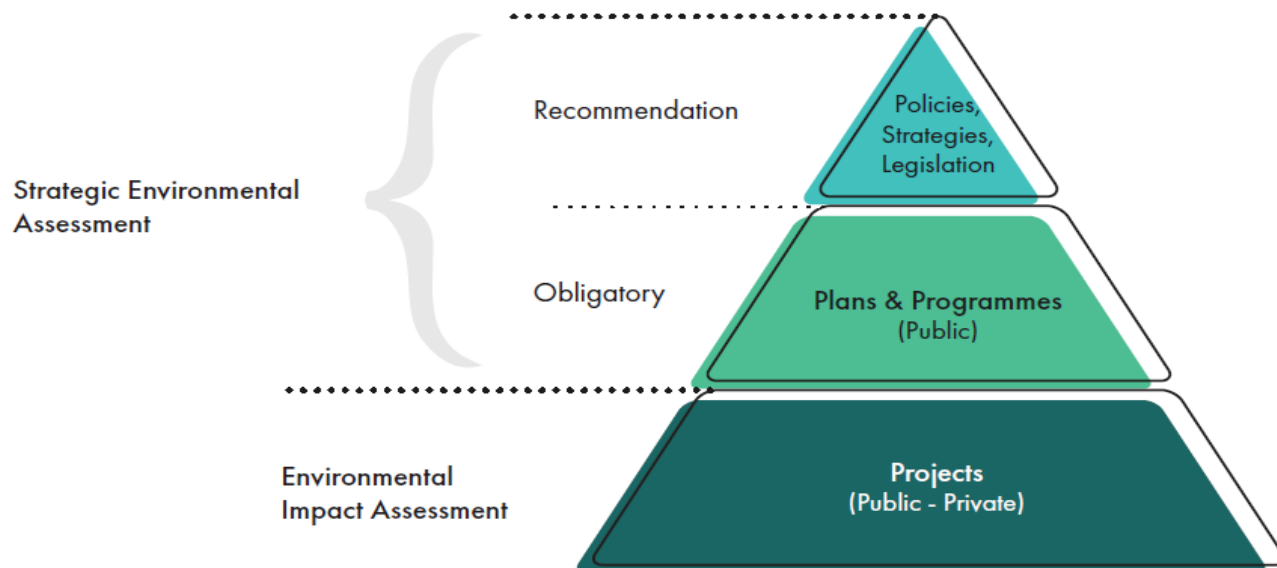 Recommendation
Policies,
Strategies,
Legislation
Strategic Environmental
Assessment
Obligatory
Plans & Programmes
(Public)
Environmental
Impact Assessment
Projects
(Public - Private)